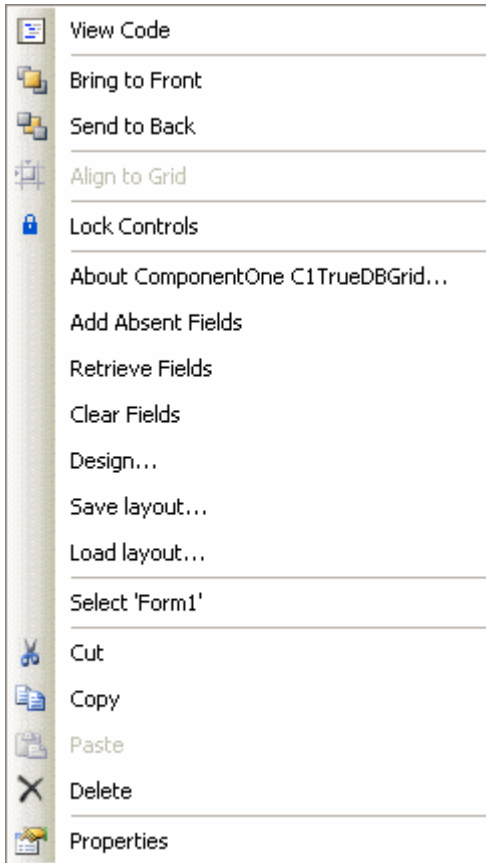 View Code
Bring to Front
Send to Back
Align to Grid
Lock Controls
About ComponentOne C1TrueDBGrid...
Add Absent Fields
Retrieve Fields
Clear Fields
Design...
Save layout...
Load layout...
Select 'Form1'
Cut
Copy
Paste
Delete
Properties